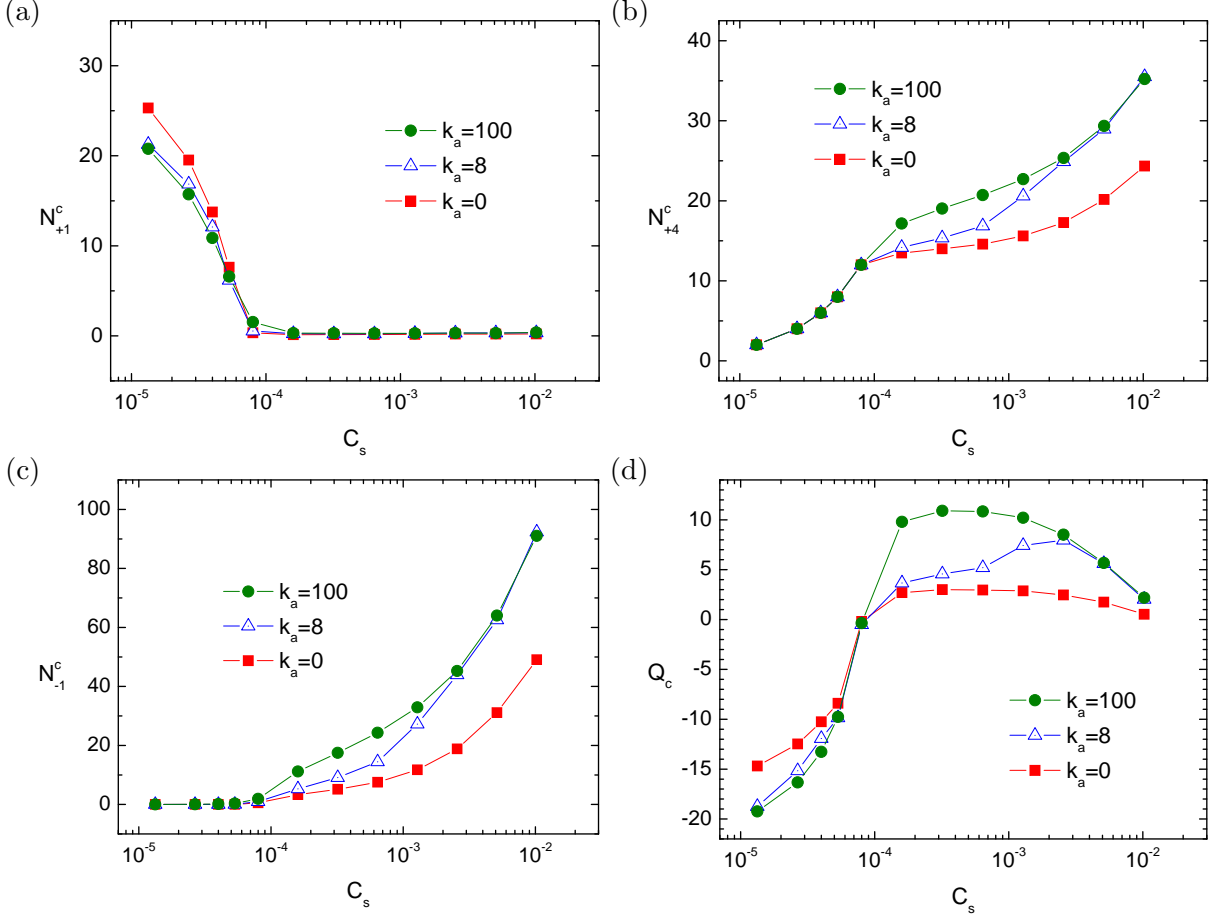 (a)
30
20
10
0
N^c_{+1}
k_a=100
k_a=8
k_a=0
10^{-5} 10^{-4} 10^{-3} 10^{-2}
C_s
(b)
40
30
20
10
0
N^c_{+4}
k_a=100
k_a=8
k_a=0
10^{-5} 10^{-4} 10^{-3} 10^{-2}
C_s
(c)
100
80
60
40
20
0
N^c_{-1}
k_a=100
k_a=8
k_a=0
10^{-4} 10^{-3} 10^{-2}
C_s
(d)
10
5
0
-5
-10
-15
-20
Q_c
k_a=100
k_a=8
k_a=0
10^{-5} 10^{-4} 10^{-3} 10^{-2}
C_s